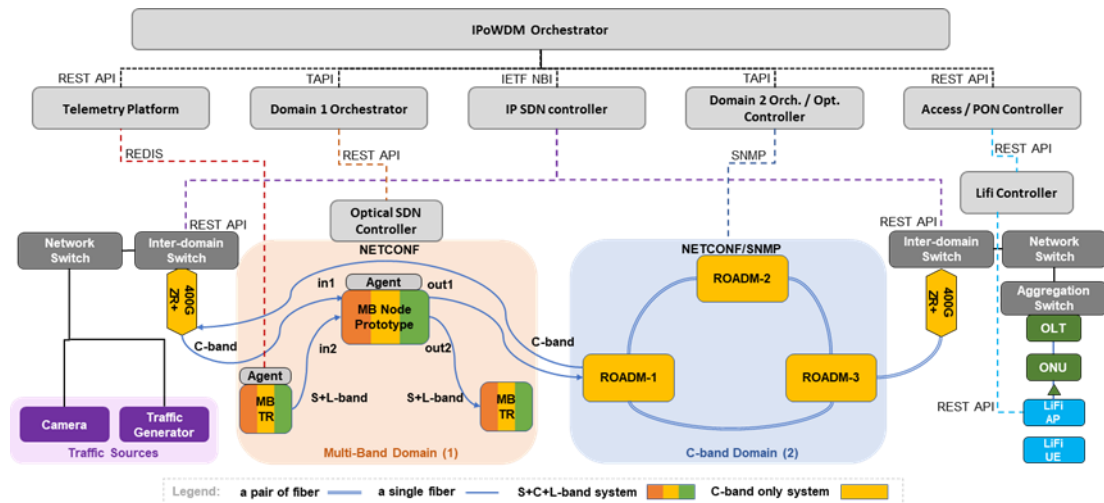 IPoWDM Orchestrator
REST API
TAPI
IETF NBI
TAPI
REST API
Telemetry Platform
Domain 1 Orchestrator
IP SDN controller
Domain 2 Orch. / Opt.
Controller
Access / PON Controller
REDIS
REST API
SNMP
REST API
Lifi Controller
Optical SDN
Controller
REST API
REST API
Network
Switch
Inter-domain
Switch
NETCONF
NETCONF/SNMP
Inter-domain
Switch
Network
Switch
400G
ZR+
in1
Agent
out1
MB Node
Prototype
ROADM-2
400G
ZR+
Aggregation
Switch
OLT
C-band
in2
out2
C-band
ROADM-1
ROADM-3
ONU
Agent
MB
TR
S+L-band
S+L-band
MB
TR
REST API
LiFi
AP
Camera
Traffic
Generator
Traffic Sources
Multi-Band Domain (1)
C-band Domain (2)
LiFi
UE
Legend:
a pair of fiber
a single fiber
S+C+L-band system
C-band only system